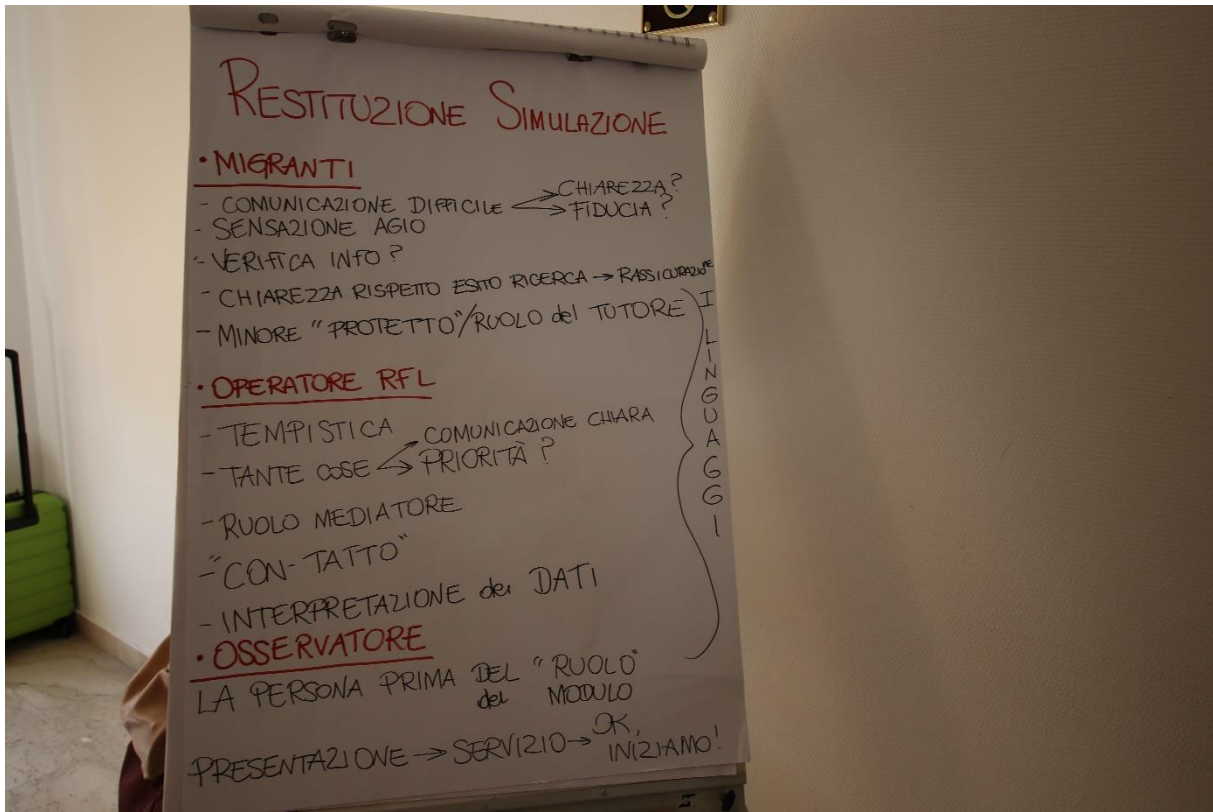 RESTITUZIONE SIMULAZIONE
• MIGRANTI
- COMUNICAZIONE DIFFICILE → CHIAREZZA?
→ FIDUCIA?
- SENSAZIONE AGIO
- VERIFICA INFO?
- CHIAREZZA RISPETTO ESITO RICERCA → RASSICURAZIONE
- MINORE "PROTETTO"/RUOLO del TUTORE
I LINGUAGGI
• OPERATORE RFL
- TEMPISTICA
- TANTE COSE → COMUNICAZIONE CHIARA
→ PRIORITÀ?
- RUOLO MEDIATORE
- "CON-TATTO"
- INTERPRETAZIONE dei DATI
• OSSERVATORE
LA PERSONA PRIMA DEL "RUOLO"
del MODULO
PRESENTAZIONE → SERVIZIO → OK, INIZIAMO!